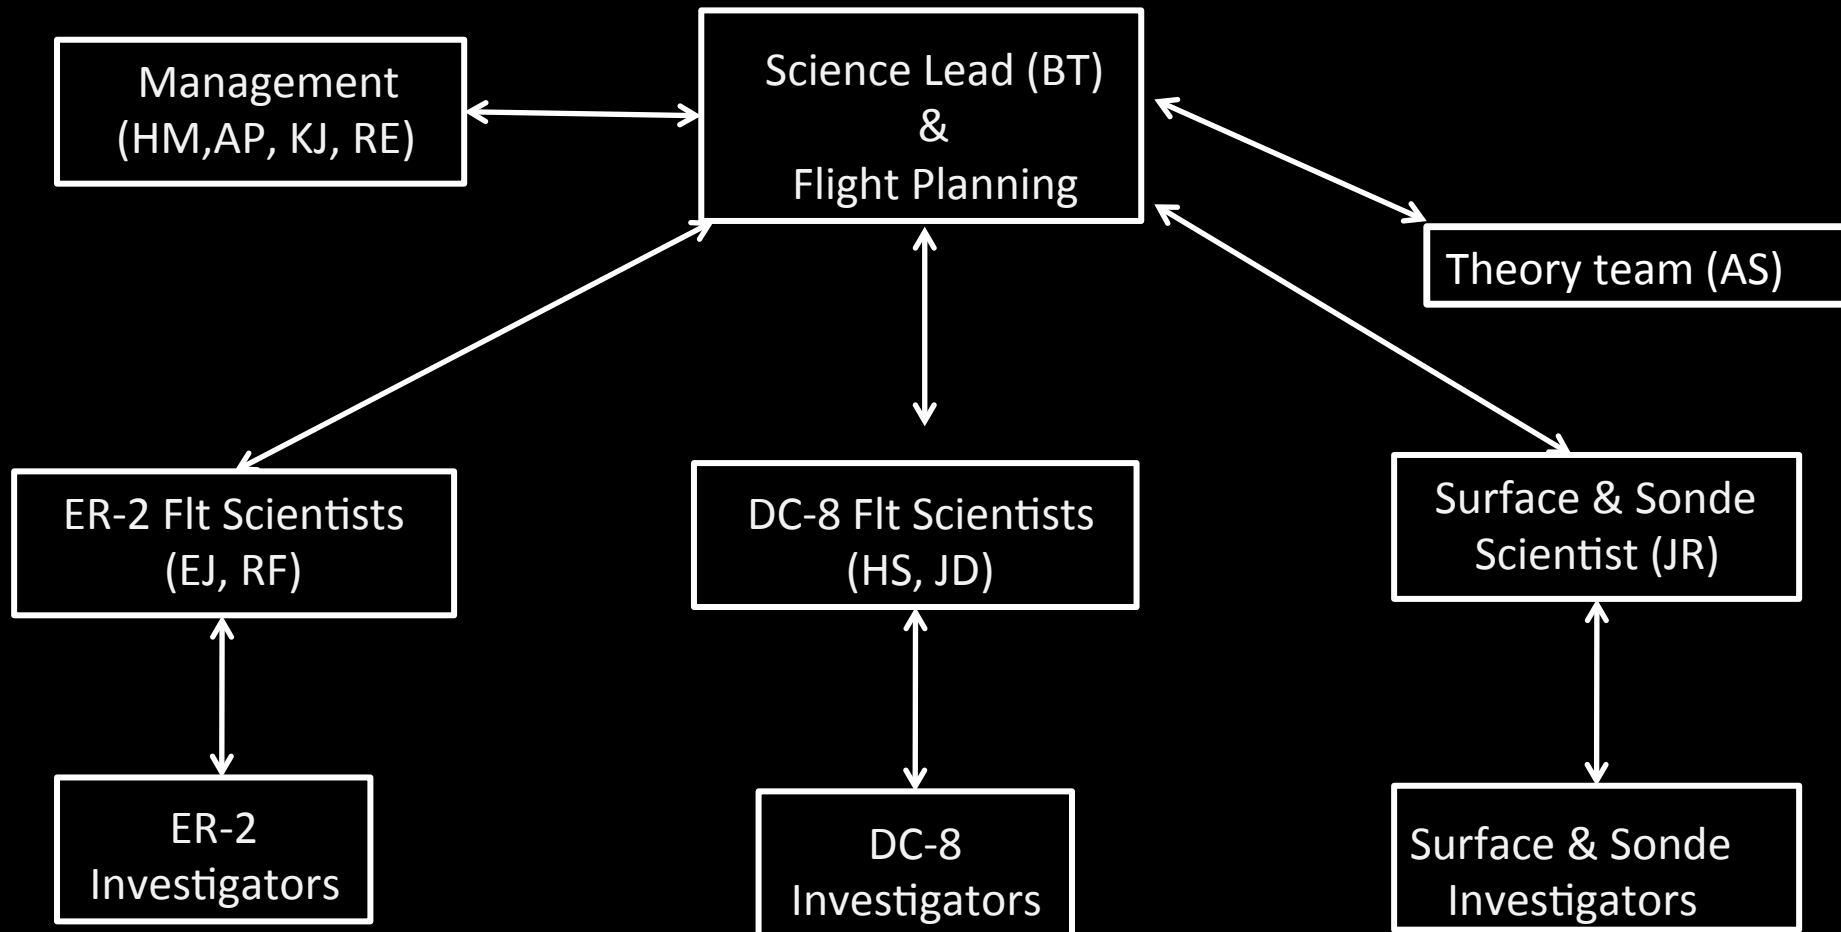 Management
(HM,AP, KJ, RE)
Science Lead (BT)
&
Flight Planning
Theory team (AS)
ER-2 Flt Scientists
(EJ, RF)
DC-8 Flt Scientists
(HS, JD)
Surface & Sonde
Scientist (JR)
ER-2
Investigators
DC-8
Investigators
Surface & Sonde
Investigators